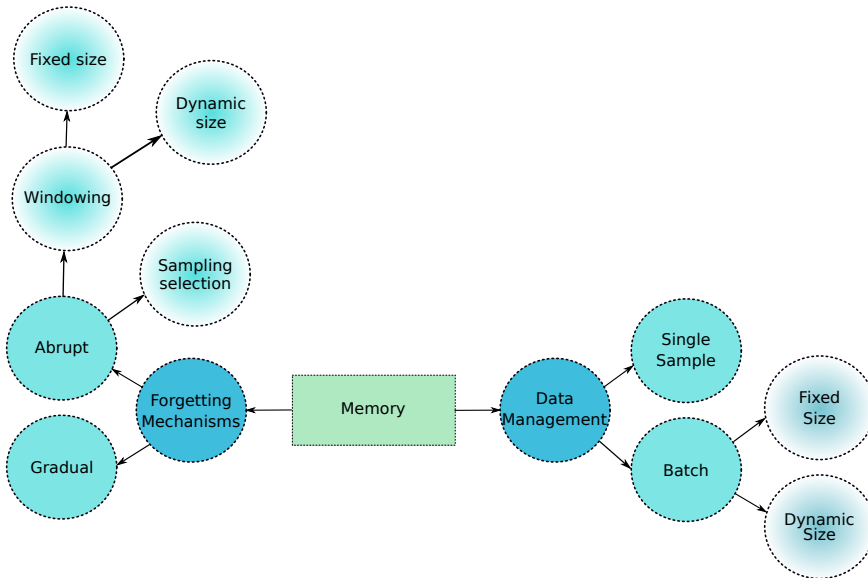 Fixed size
Dynamic
size
Windowing
Sampling
selection
Abrupt
Forgetting
Mechanisms
Gradual
Memory
Data
Management
Single
Sample
Batch
Fixed
Size
Dynamic
Size